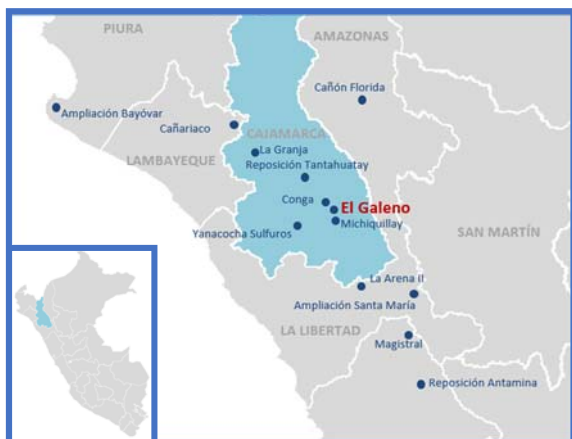 PIURA
AMAZONAS
Cañón Florida
Ampliación Bayóvar
Cañariaco
CAJAMARCA
La Granja
LAMBAYEQUE
Reposición Tantahuatay
Conga
El Galeno
Michiquillay
Yanacocha Sulfuros
SAN MARTÍN
La Arena II
Ampliación Santa María
LA LIBERTAD
Magistral
Reposición Antamina